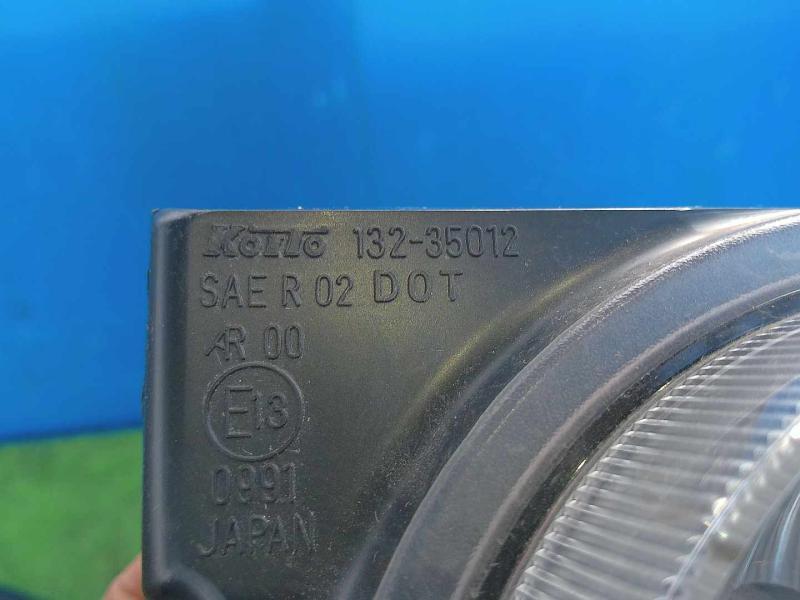 KOITO 132-35012
SAE R 02 DOT
AR 00
E13
0991
JAPAN